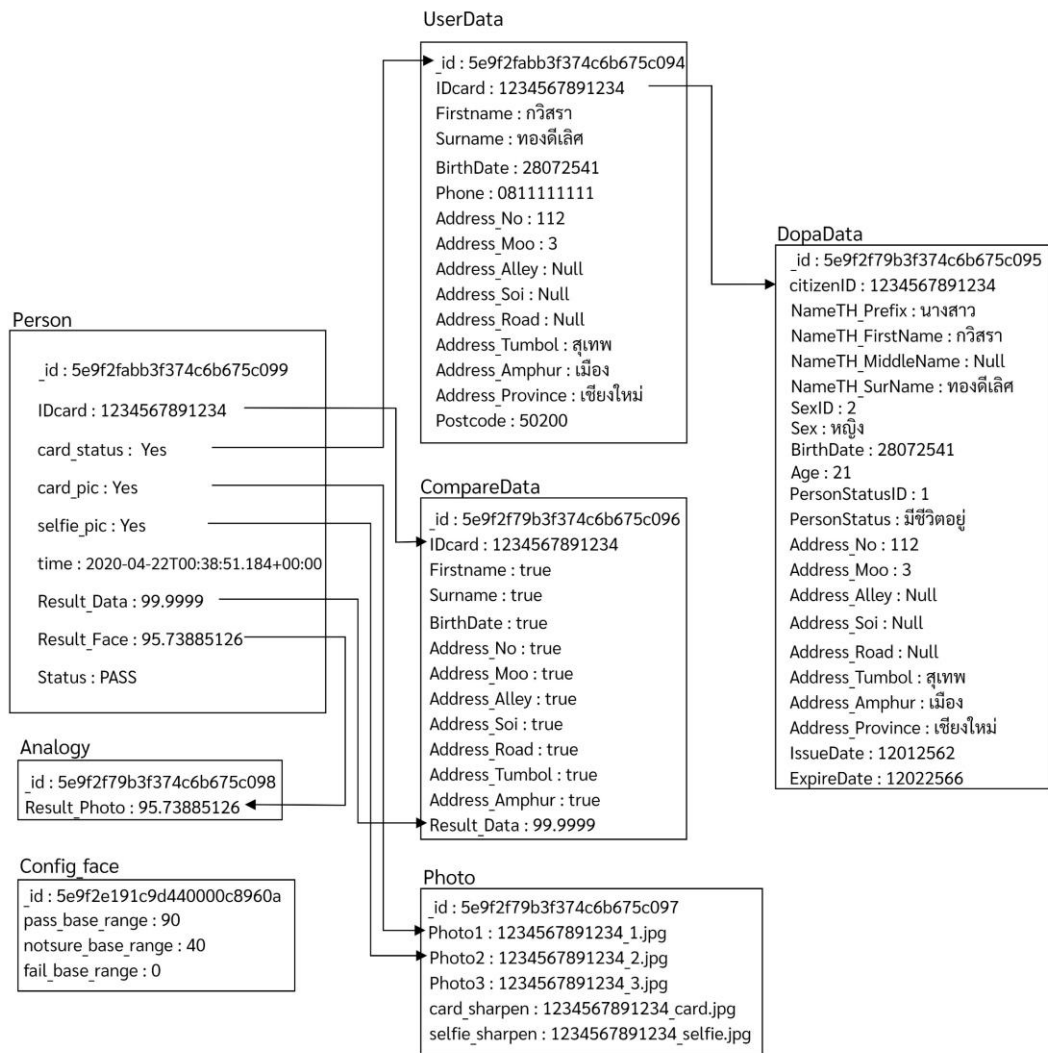 UserData
_id : 5e9f2fabb3f374c6b675c094
IDcard : 1234567891234
Firstname : กวิสรา
Surname : ทองดีเลิศ
BirthDate : 28072541
Phone : 0811111111
Address_No : 112
Address_Moo : 3
Address_Alley : Null
Address_Soi : Null
Address_Road : Null
Address_Tumbol : สุเทพ
Address_Amphur : เมือง
Address_Province : เชียงใหม่
Postcode : 50200
DopaData
_id : 5e9f2f79b3f374c6b675c095
citizenID : 1234567891234
NameTH_Prefix : นางสาว
NameTH_FirstName : กวิสรา
NameTH_MiddleName : Null
NameTH_SurName : ทองดีเลิศ
SexID : 2
Sex : หญิง
BirthDate : 28072541
Age : 21
PersonStatusID : 1
PersonStatus : มีชีวิตอยู่
Address_No : 112
Address_Moo : 3
Address_Alley : Null
Address_Soi : Null
Address_Road : Null
Address_Tumbol : สุเทพ
Address_Amphur : เมือง
Address_Province : เชียงใหม่
IssueDate : 12012562
ExpireDate : 12022566
Person
_id : 5e9f2fabb3f374c6b675c099
IDcard : 1234567891234
card_status : Yes
card_pic : Yes
selfie_pic : Yes
time : 2020-04-22T00:38:51.184+00:00
Result_Data : 99.9999
Result_Face : 95.73885126
Status : PASS
CompareData
_id : 5e9f2f79b3f374c6b675c096
IDcard : 1234567891234
Firstname : true
Surname : true
BirthDate : true
Address_No : true
Address_Moo : true
Address_Alley : true
Address_Soi : true
Address_Road : true
Address_Tumbol : true
Address_Amphur : true
Result_Data : 99.9999
Analogy
_id : 5e9f2f79b3f374c6b675c098
Result_Photo : 95.73885126
Config_face
_id : 5e9f2e191c9d440000c8960a
pass_base_range : 90
notsure_base_range : 40
fail_base_range : 0
Photo
_id : 5e9f2f79b3f374c6b675c097
Photo1 : 1234567891234_1.jpg
Photo2 : 1234567891234_2.jpg
Photo3 : 1234567891234_3.jpg
card_sharpen : 1234567891234_card.jpg
selfie_sharpen : 1234567891234_selfie.jpg